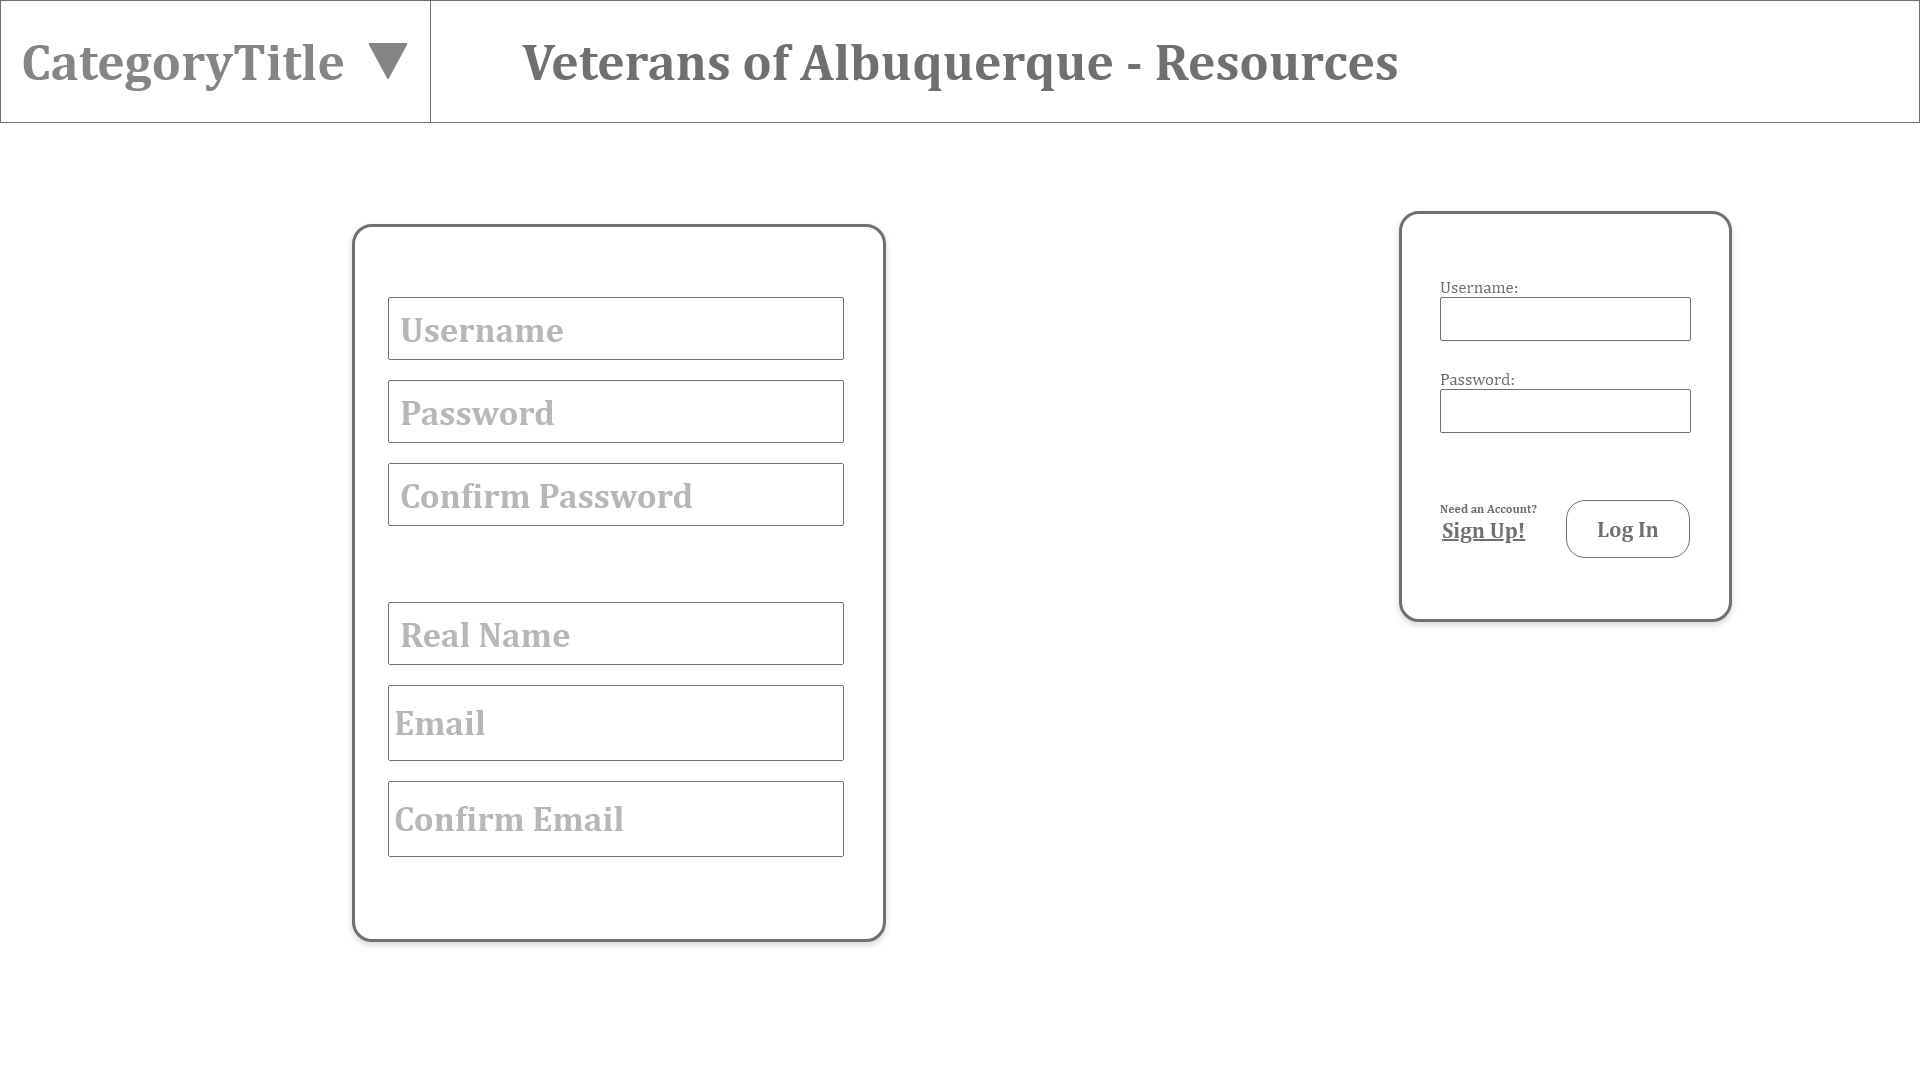 CategoryTitle
Veterans of Albuquerque - Resources
Username
Password
Confirm Password
Real Name
Email
Confirm Email
Username:
Password:
Need an Account?
Sign Up!
Log In